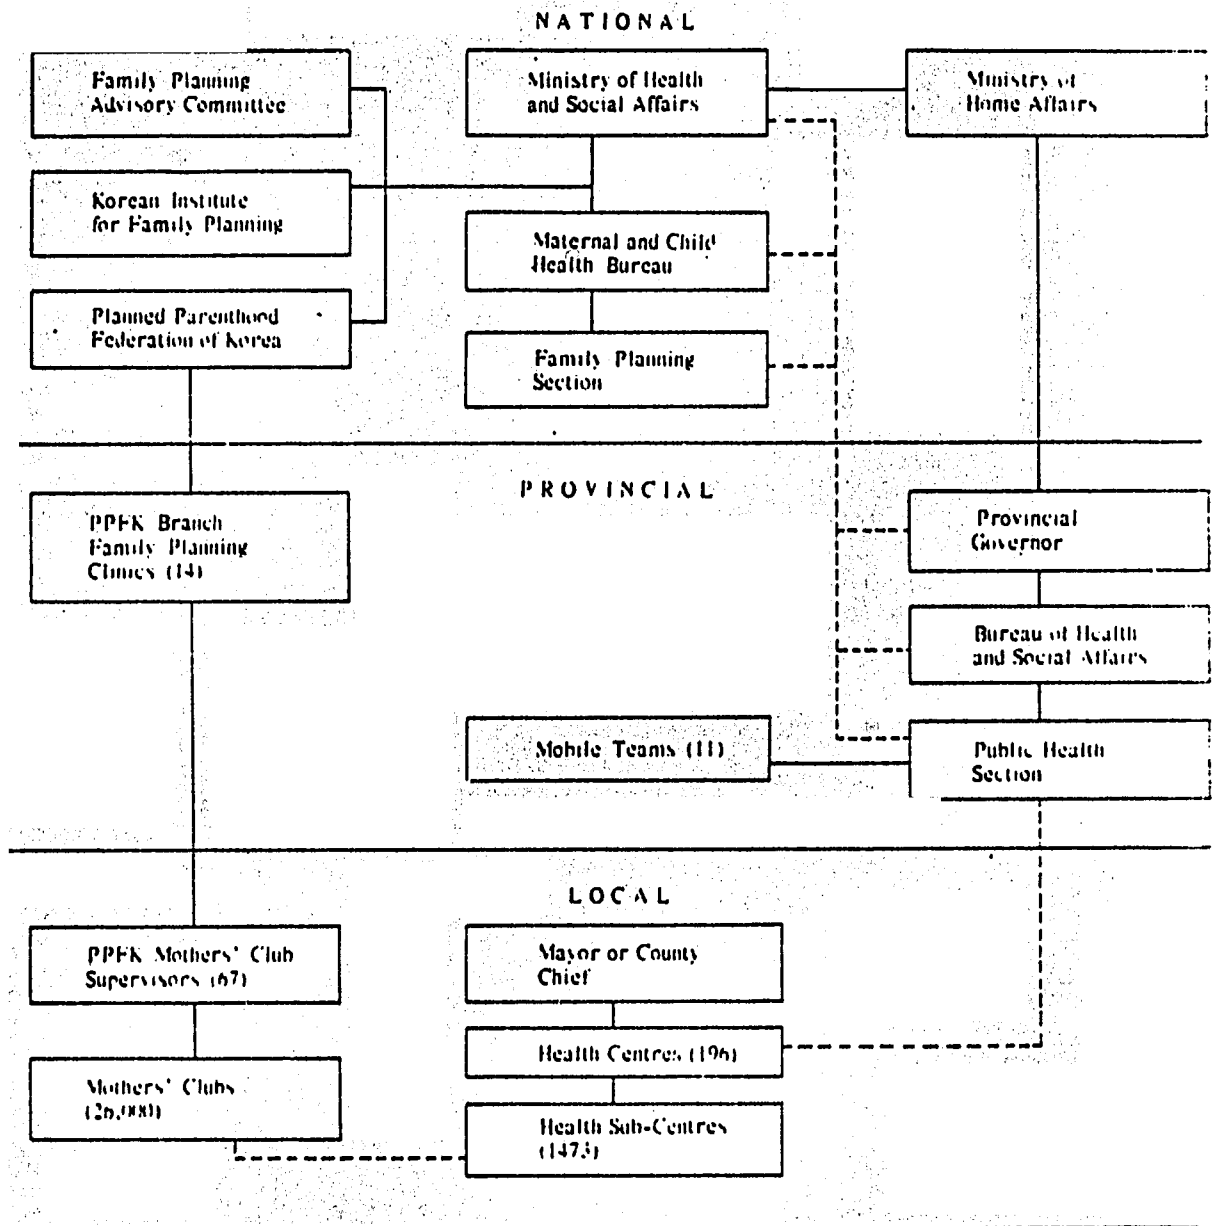 NATIONAL
Family Planning
Advisory Committee
Ministry of Health
and Social Affairs
Ministry of
Home Affairs
Korean Institute
for Family Planning
Maternal and Child
Health Bureau
Planned Parenthood
Federation of Korea
Family Planning
Section
PROVINCIAL
PPFK Branch
Family Planning
Clinics (14)
Provincial
Governor
Bureau of Health
and Social Affairs
Mobile Teams (11)
Public Health
Section
LOCAL
PPFK Mothers' Club
Supervisors (67)
Mayor or County
Chief
Health Centres (196)
Mothers' Clubs
(26,000)
Health Sub-Centres
(1473)